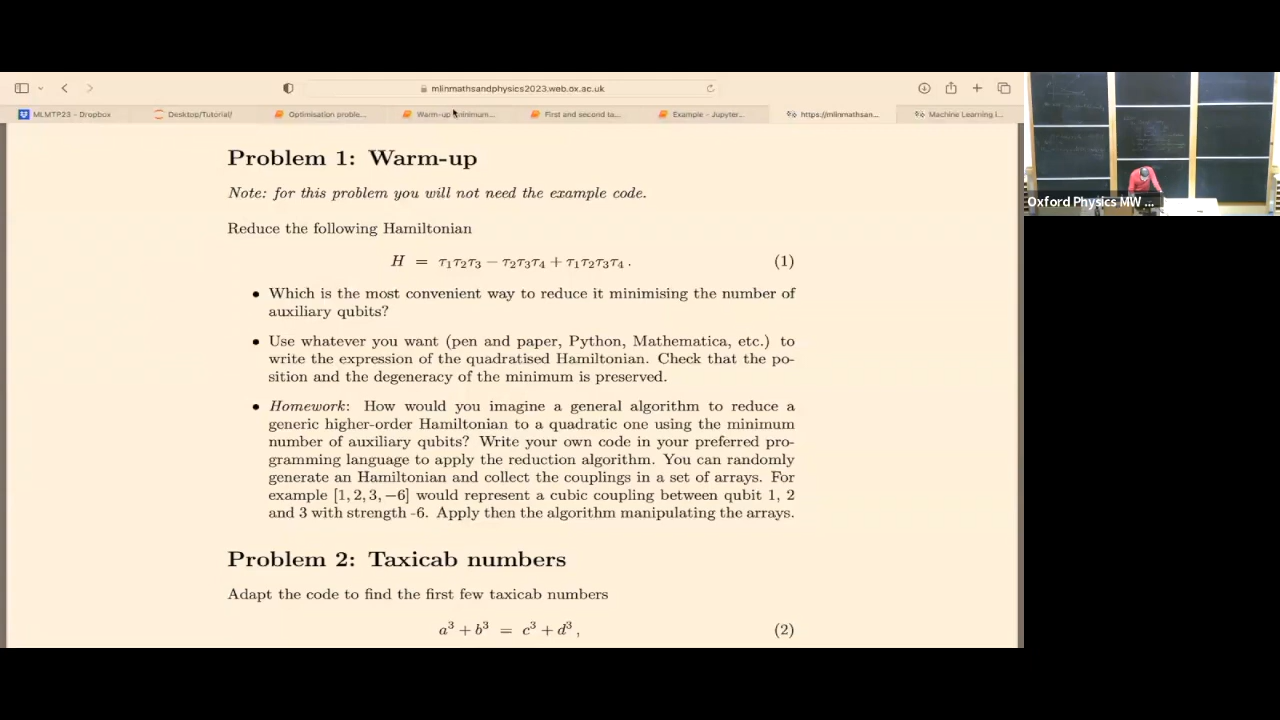 mlinmathsandphysics2023.web.ox.ac.uk
MLMTP23 - Dropbox
Desktop/Tutorial/
Optimisation proble...
Warm-up minimum...
First and second ta...
Example - Jupyter...
https://mlinmathsan...
Machine Learning i...
Problem 1: Warm-up
Note: for this problem you will not need the example code.
Reduce the following Hamiltonian
H = τ₁τ₂τ₃ − τ₂τ₃τ₄ + τ₁τ₂τ₃τ₄ . (1)
• Which is the most convenient way to reduce it minimising the number of
auxiliary qubits?
• Use whatever you want (pen and paper, Python, Mathematica, etc.) to
write the expression of the quadratised Hamiltonian. Check that the po-
sition and the degeneracy of the minimum is preserved.
• Homework: How would you imagine a general algorithm to reduce a
generic higher-order Hamiltonian to a quadratic one using the minimum
number of auxiliary qubits? Write your own code in your preferred pro-
gramming language to apply the reduction algorithm. You can randomly
generate an Hamiltonian and collect the couplings in a set of arrays. For
example [1, 2, 3, −6] would represent a cubic coupling between qubit 1, 2
and 3 with strength -6. Apply then the algorithm manipulating the arrays.
Problem 2: Taxicab numbers
Adapt the code to find the first few taxicab numbers
a³ + b³ = c³ + d³ , (2)
Oxford Physics MW ...